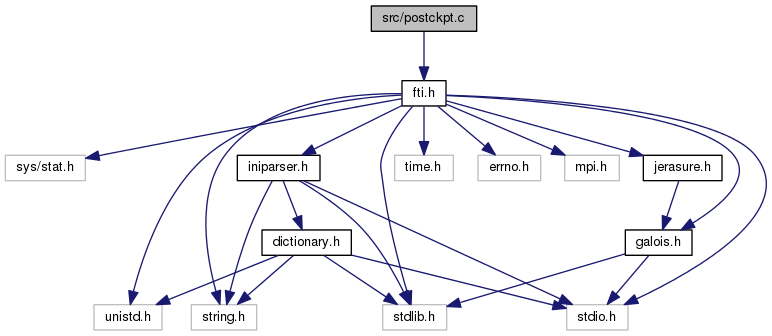 src/postckpt.c
fti.h
sys/stat.h
iniparser.h
time.h
errno.h
mpi.h
jerasure.h
dictionary.h
galois.h
unistd.h
string.h
stdlib.h
stdio.h